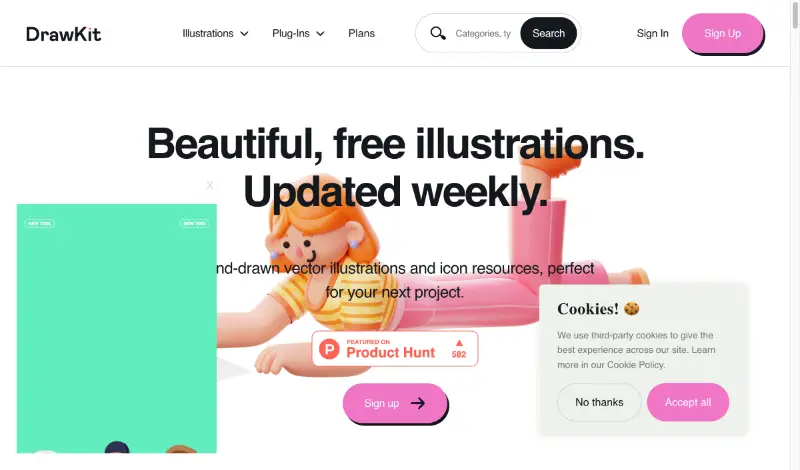 DrawKit
Illustrations
Plug-Ins
Plans
Categories, ty
Search
Sign In
Sign Up
Beautiful, free illustrations.
Updated weekly.
X
NEW TOOL
NEW TOOL
nd-drawn vector illustrations and icon resources, perfect
for your next project.
FEATURED ON
Product Hunt
582
Sign up
Cookies!
We use third-party cookies to give the
best experience across our site. Learn
more in our Cookie Policy.
No thanks
Accept all